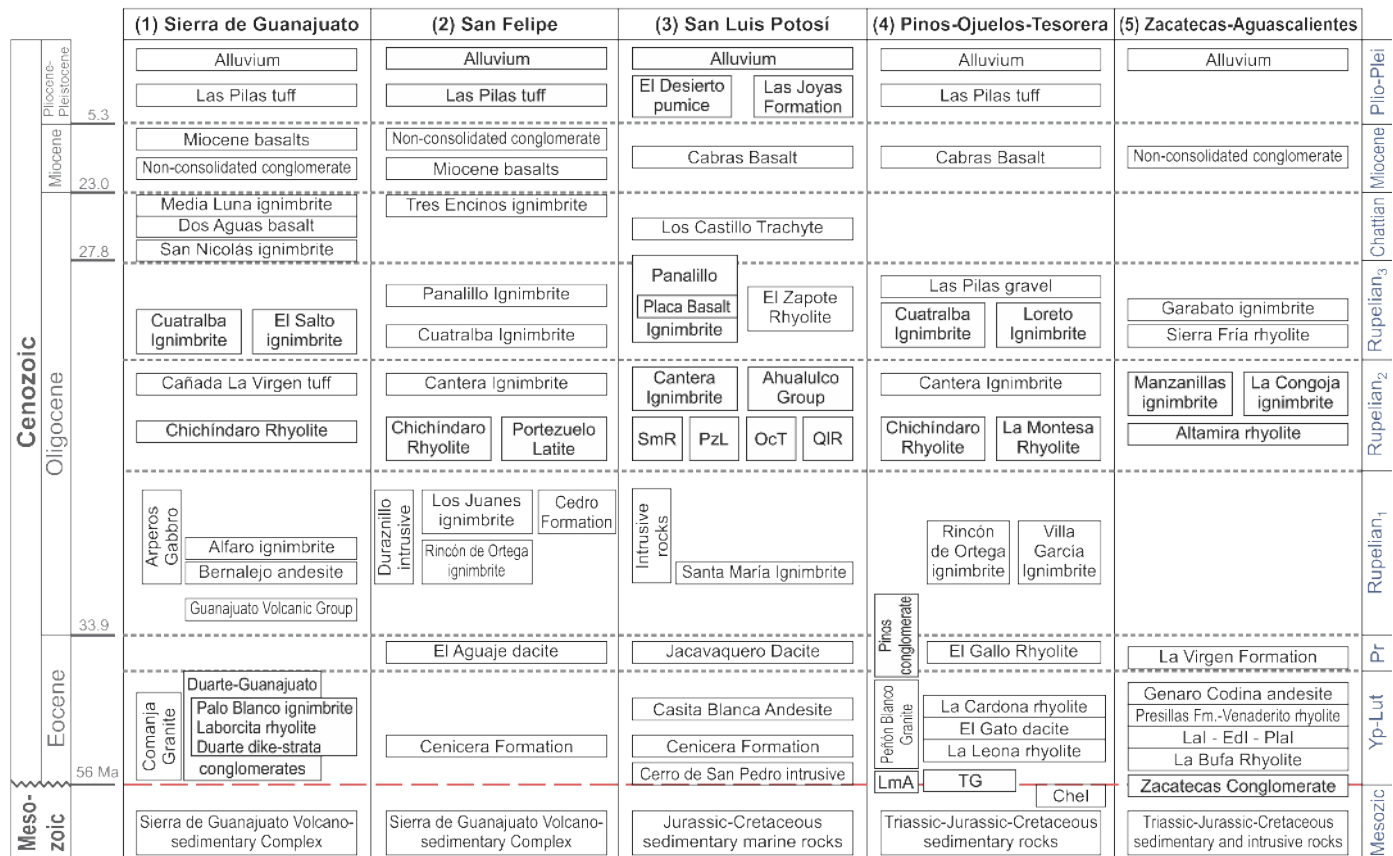 (1) Sierra de Guanajuato
(2) San Felipe
(3) San Luis Potosí
(4) Pinos-Ojuelos-Tesorera
(5) Zacatecas-Aguascalientes
Cenozoic
Meso-
zoic
Pliocene-
Pleistocene
Miocene
Oligocene
Eocene
5.3
23.0
27.8
33.9
56 Ma
Alluvium
Las Pilas tuff
Miocene basalts
Non-consolidated conglomerate
Media Luna ignimbrite
Dos Aguas basalt
San Nicolás ignimbrite
Cuatralba
Ignimbrite
El Salto
ignimbrite
Cañada La Virgen tuff
Chichíndaro Rhyolite
Arperos
Gabbro
Alfaro ignimbrite
Bernalejo andesite
Guanajuato Volcanic Group
Comanja
Granite
Duarte-Guanajuato
Palo Blanco ignimbrite
Laborcita rhyolite
Duarte dike-strata
conglomerates
Sierra de Guanajuato Volcano-
sedimentary Complex
Alluvium
Las Pilas tuff
Non-consolidated conglomerate
Miocene basalts
Tres Encinos ignimbrite
Panalillo Ignimbrite
Cuatralba Ignimbrite
Cantera Ignimbrite
Chichíndaro
Rhyolite
Portezuelo
Latite
Duraznillo
intrusive
Los Juanes
ignimbrite
Cedro
Formation
Rincón de Ortega
ignimbrite
El Aguaje dacite
Cenicera Formation
Sierra de Guanajuato Volcano-
sedimentary Complex
Alluvium
El Desierto
pumice
Las Joyas
Formation
Cabras Basalt
Los Castillo Trachyte
Panalillo
Placa Basalt
Ignimbrite
El Zapote
Rhyolite
Cantera
Ignimbrite
Ahualulco
Group
SmR
PzL
OcT
QIR
Intrusive
rocks
Santa María Ignimbrite
Jacavaquero Dacite
Casita Blanca Andesite
Cenicera Formation
Cerro de San Pedro intrusive
Jurassic-Cretaceous
sedimentary marine rocks
Alluvium
Las Pilas tuff
Cabras Basalt
Las Pilas gravel
Cuatralba
Ignimbrite
Loreto
Ignimbrite
Cantera Ignimbrite
Chichíndaro
Rhyolite
La Montesa
Rhyolite
Rincón
de Ortega
ignimbrite
Villa
García
Ignimbrite
Pinos
conglomerate
El Gallo Rhyolite
Peñón Blanco
Granite
La Cardona rhyolite
El Gato dacite
La Leona rhyolite
LmA
TG
Chel
Triassic-Jurassic-Cretaceous
sedimentary rocks
Alluvium
Non-consolidated conglomerate
Garabato ignimbrite
Sierra Fría rhyolite
Manzanillas
ignimbrite
La Congoja
ignimbrite
Altamira rhyolite
La Virgen Formation
Genaro Codina andesite
Presillas Fm.-Venaderito rhyolite
LaI - EdI - PlaI
La Bufa Rhyolite
Zacatecas Conglomerate
Triassic-Jurassic-Cretaceous
sedimentary and intrusive rocks
Plio-Plei
Miocene
Chattian
Rupelian3
Rupelian2
Rupelian1
Pr
Yp-Lut
Mesozic